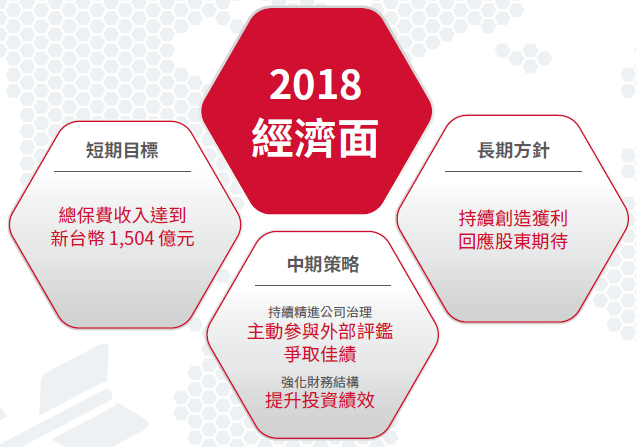 2018
經濟面
短期目標
總保費收入達到
新台幣 1,504 億元
中期策略
持續精進公司治理
主動參與外部評鑑
爭取佳績
強化財務結構
提升投資績效
長期方針
持續創造獲利
回應股東期待